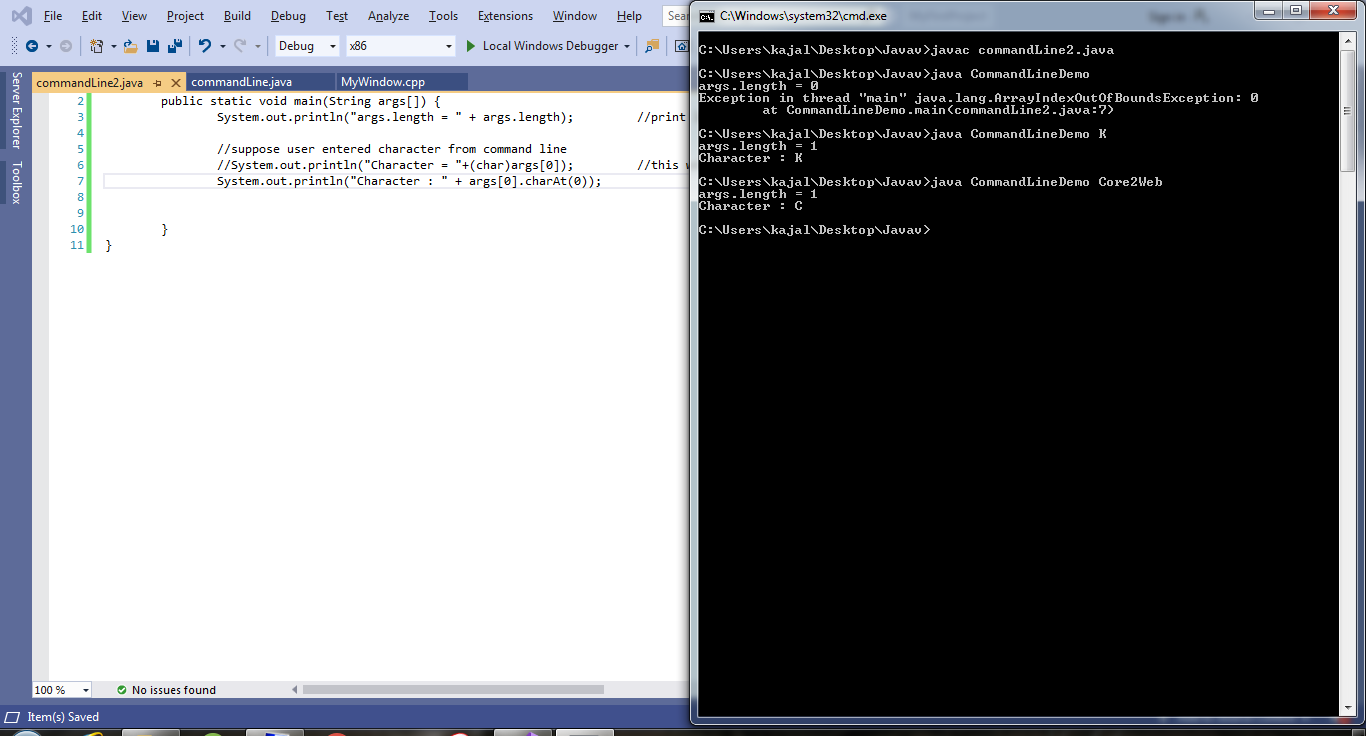 File Edit View Project Build Debug Test Analyze Tools Extensions Window Help Sear
Debug x86 Local Windows Debugger
Server Explorer
Toolbox
commandLine2.java commandLine.java MyWindow.cpp
2 public static void main(String args[]) {
3 System.out.println("args.length = " + args.length); //print
4
5 //suppose user entered character from command line
6 //System.out.println("Character = "+(char)args[0]); //this w
7 System.out.println("Character : " + args[0].charAt(0));
8
9
10 }
11 }
100 % No issues found
Item(s) Saved
C:\Windows\system32\cmd.exe
C:\Users\kajal\Desktop\Javav>javac commandLine2.java
C:\Users\kajal\Desktop\Javav>java CommandLineDemo
args.length = 0
Exception in thread "main" java.lang.ArrayIndexOutOfBoundsException: 0
at CommandLineDemo.main(commandLine2.java:7)
C:\Users\kajal\Desktop\Javav>java CommandLineDemo K
args.length = 1
Character : K
C:\Users\kajal\Desktop\Javav>java CommandLineDemo Core2Web
args.length = 1
Character : C
C:\Users\kajal\Desktop\Javav>